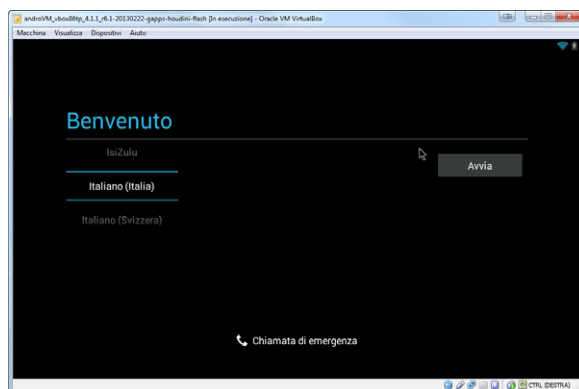 androVM_vbox86tp_4.1.1_r6.1-20130222-gapps-houdini-flash [In esecuzione] - Oracle VM VirtualBox
Macchina Visualizza Dispositivi Aiuto
Benvenuto
IsiZulu
Italiano (Italia)
Italiano (Svizzera)
Avvia
Chiamata di emergenza
CTRL (DESTRA)